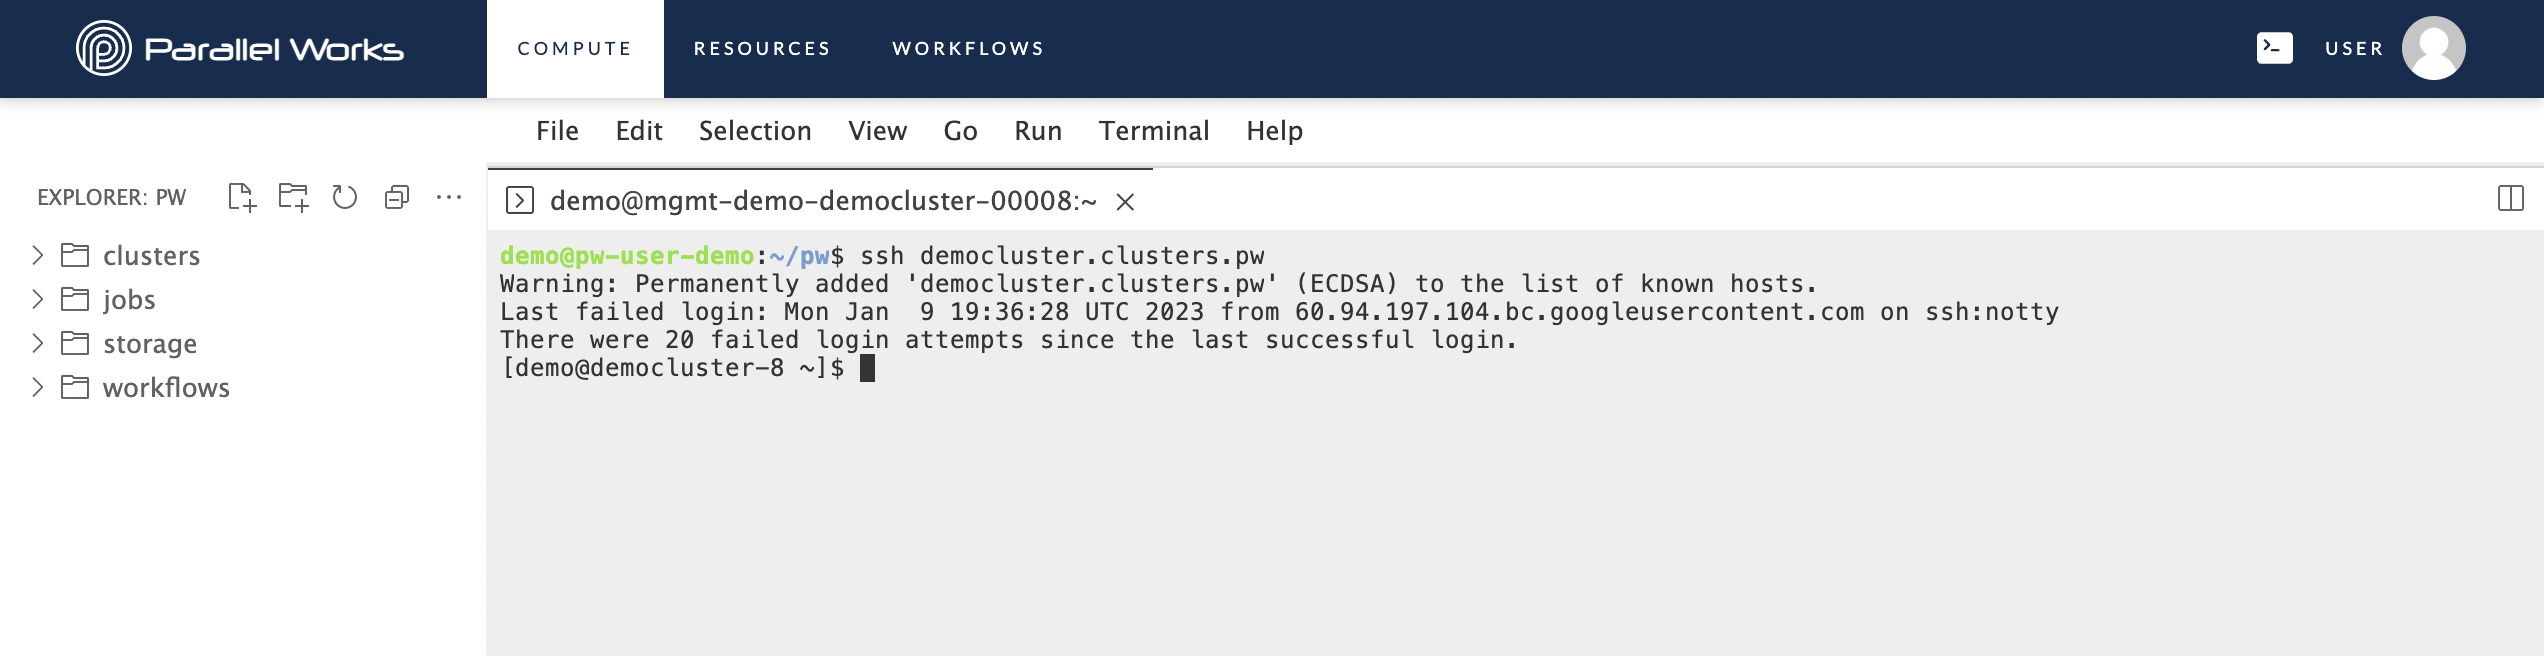 Parallel Works
COMPUTE
RESOURCES
WORKFLOWS
USER
File Edit Selection View Go Run Terminal Help
EXPLORER: PW
clusters
jobs
storage
workflows
demo@mgmt-demo-democluster-00008:~
demo@pw-user-demo:~/pw$ ssh democluster.clusters.pw
Warning: Permanently added 'democluster.clusters.pw' (ECDSA) to the list of known hosts.
Last failed login: Mon Jan  9 19:36:28 UTC 2023 from 60.94.197.104.bc.googleusercontent.com on ssh:notty
There were 20 failed login attempts since the last successful login.
[demo@democluster-8 ~]$